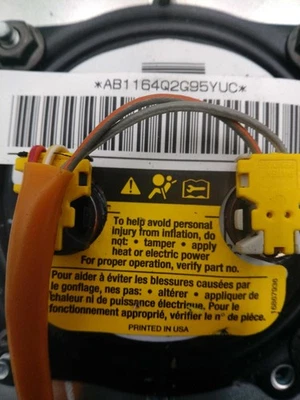 *AB1164Q2G95YUC*
To help avoid personal
injury from inflation, do
not: • tamper • apply
heat or electric power
For proper operation, verify part no.
Pour aider à éviter les blessures causées par
le gonflage, nes pas: • altérer • appliquer de
chaleur ni de puissance électrique. Pour le
fonctionnement approprié, vérifier le n° de pièce.
PRINTED IN USA
16867936